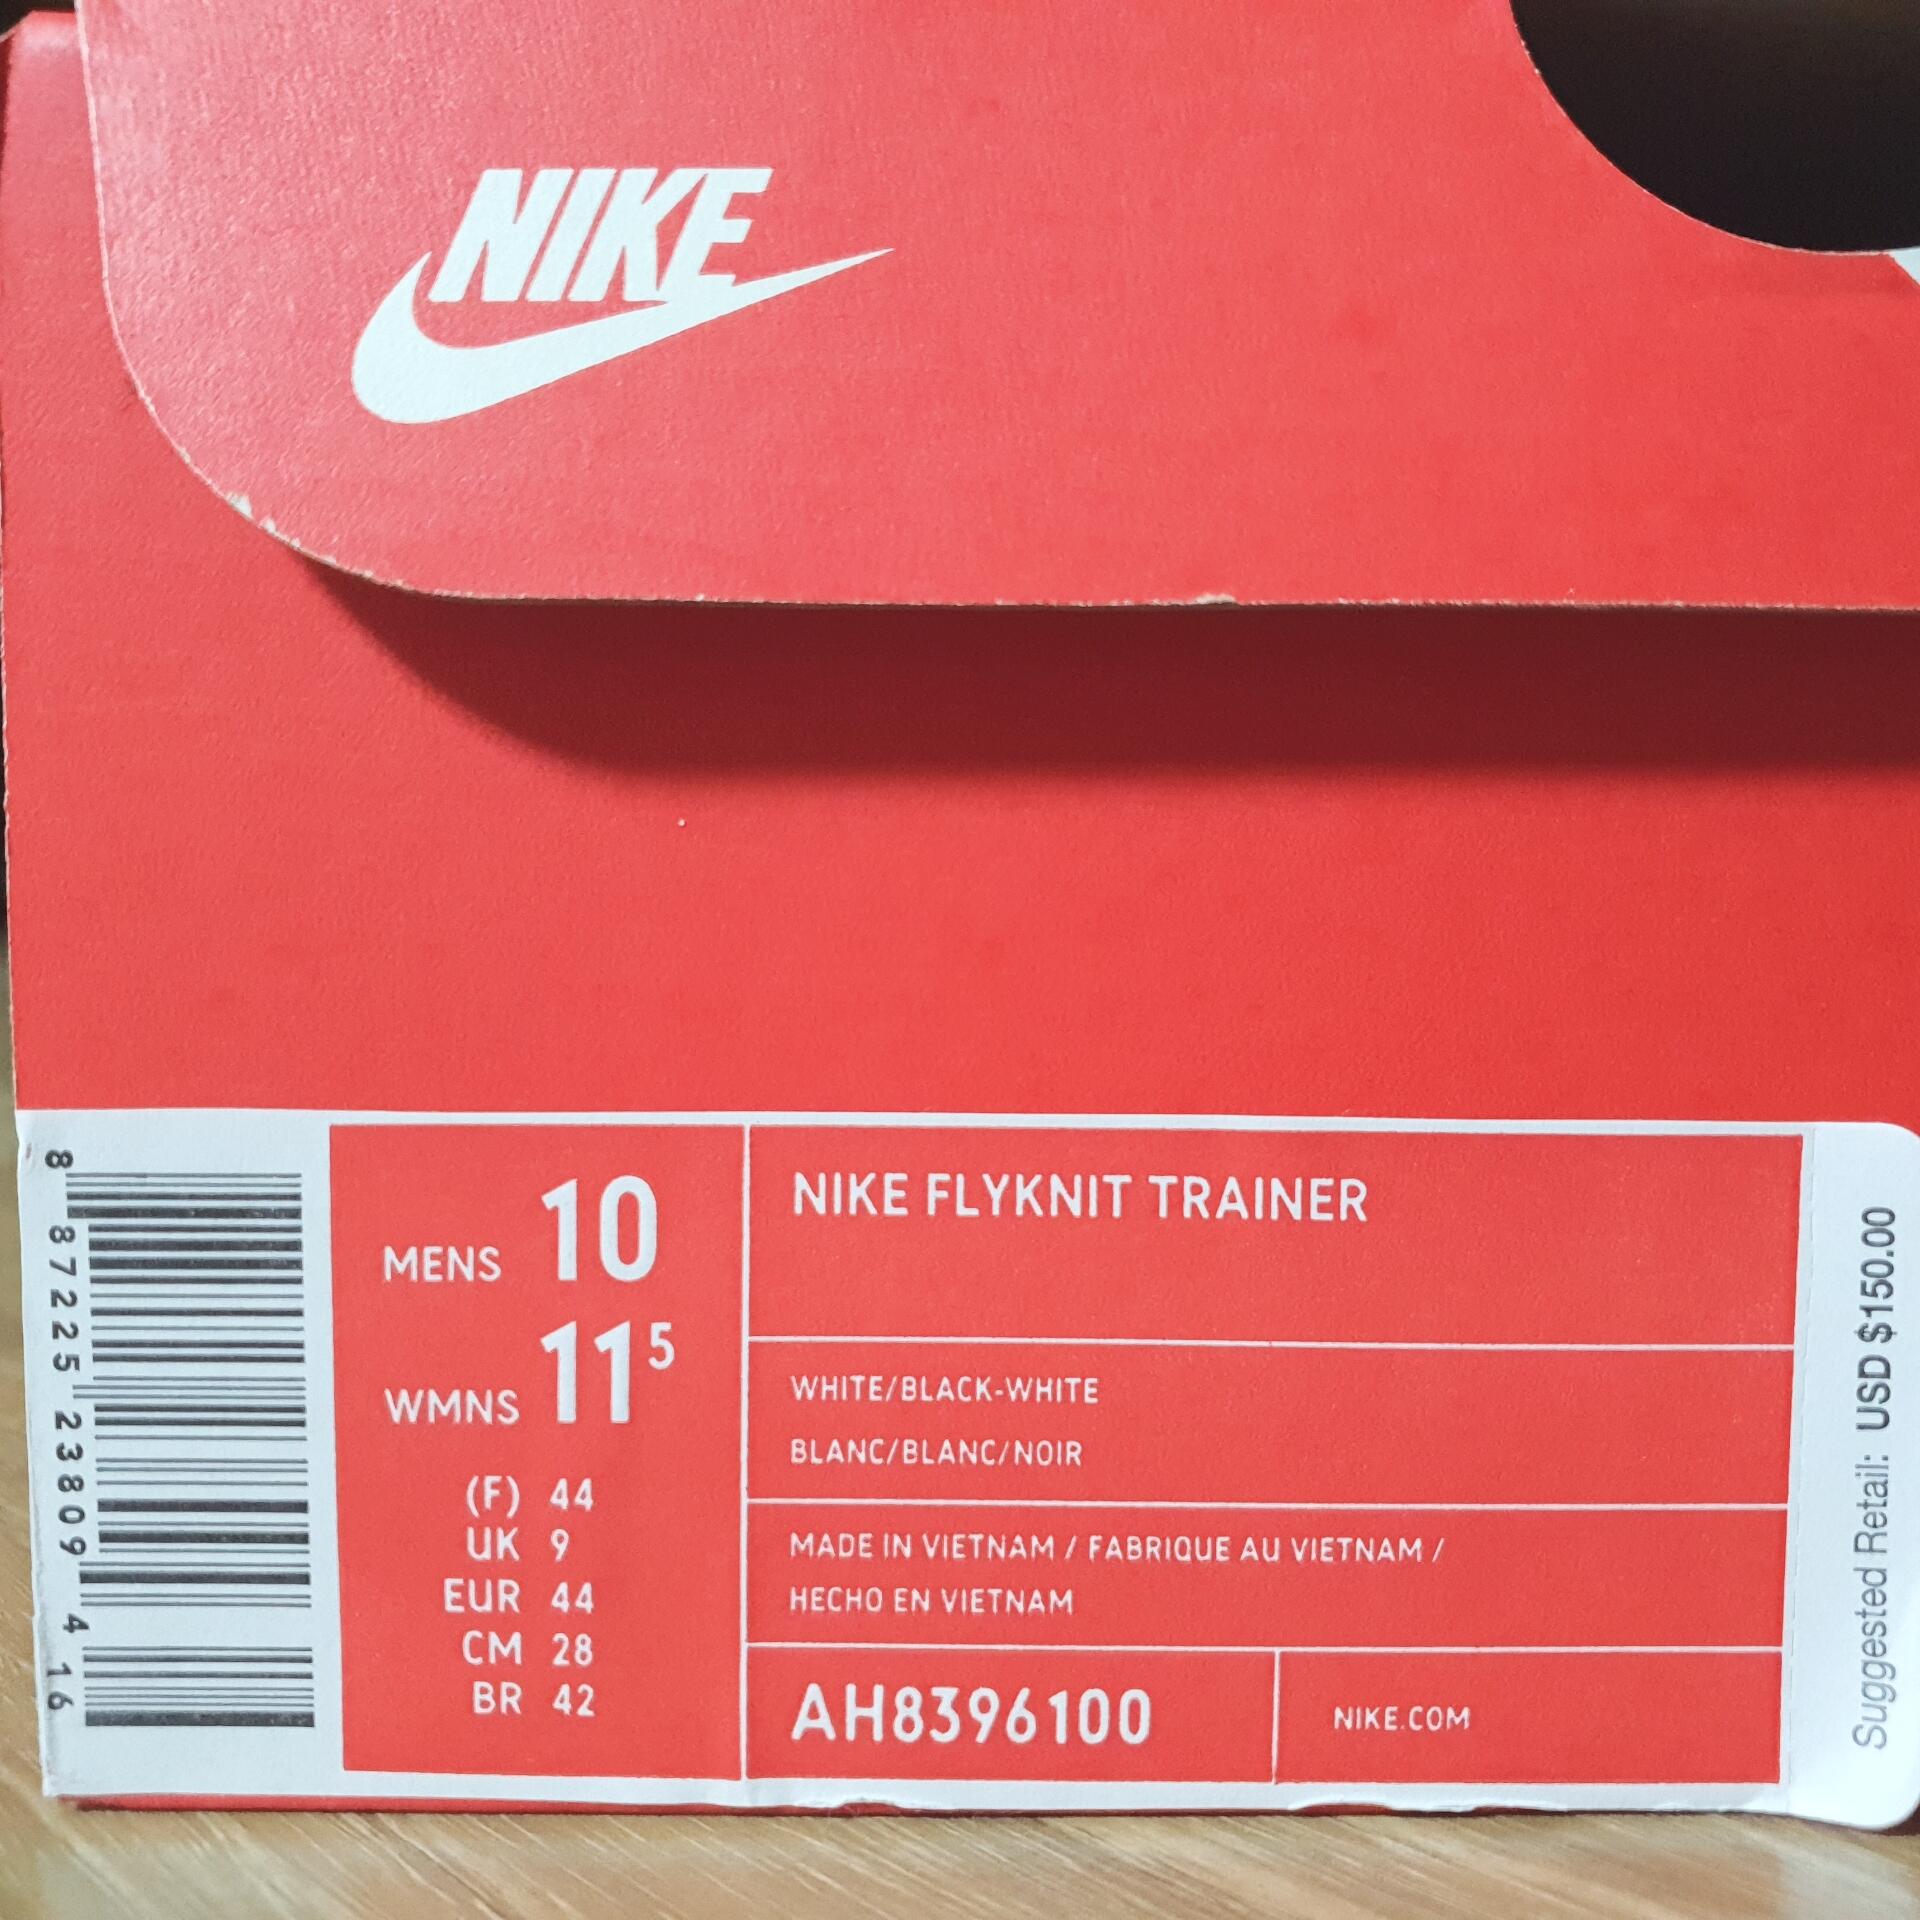 NIKE
8 87225 23809 4 16
MENS 10
WMNS 11 5
(F) 44
UK 9
EUR 44
CM 28
BR 42
NIKE FLYKNIT TRAINER
WHITE/BLACK-WHITE
BLANC/BLANC/NOIR
MADE IN VIETNAM / FABRIQUE AU VIETNAM /
HECHO EN VIETNAM
AH8396100
NIKE.COM
Suggested Retail: USD $150.00